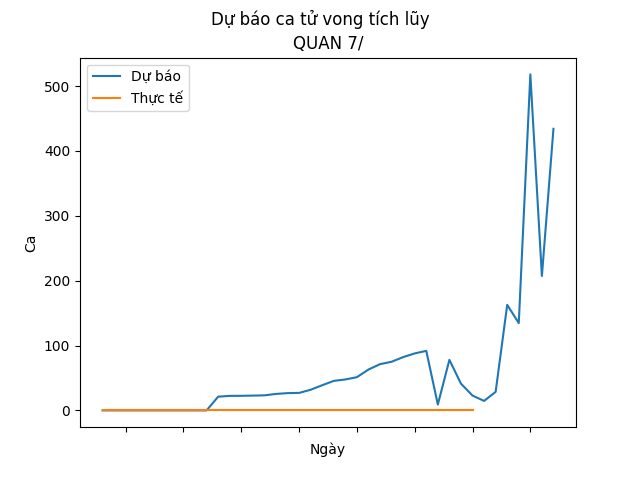 Dự báo ca tử vong tích lũy
QUAN 7/
Dự báo
Thực tế
500
400
300
200
100
0
Ca
Ngày